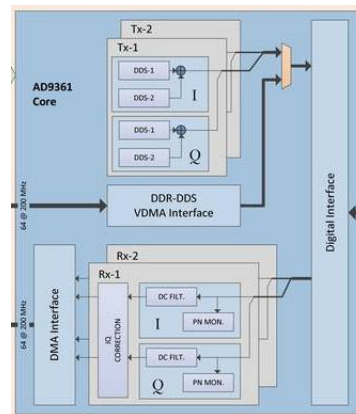 Tx-2
Tx-1
AD9361
Core
DDS-1
DDS-2
I
DDS-1
DDS-2
Q
64 @ 200 MHz
DDR-DDS
VDMA Interface
Digital Interface
Rx-2
Rx-1
64 @ 200 MHz
DMA Interface
IQ
CORRECTION
DC FILT.
I
PN MON.
DC FILT.
Q
PN MON.